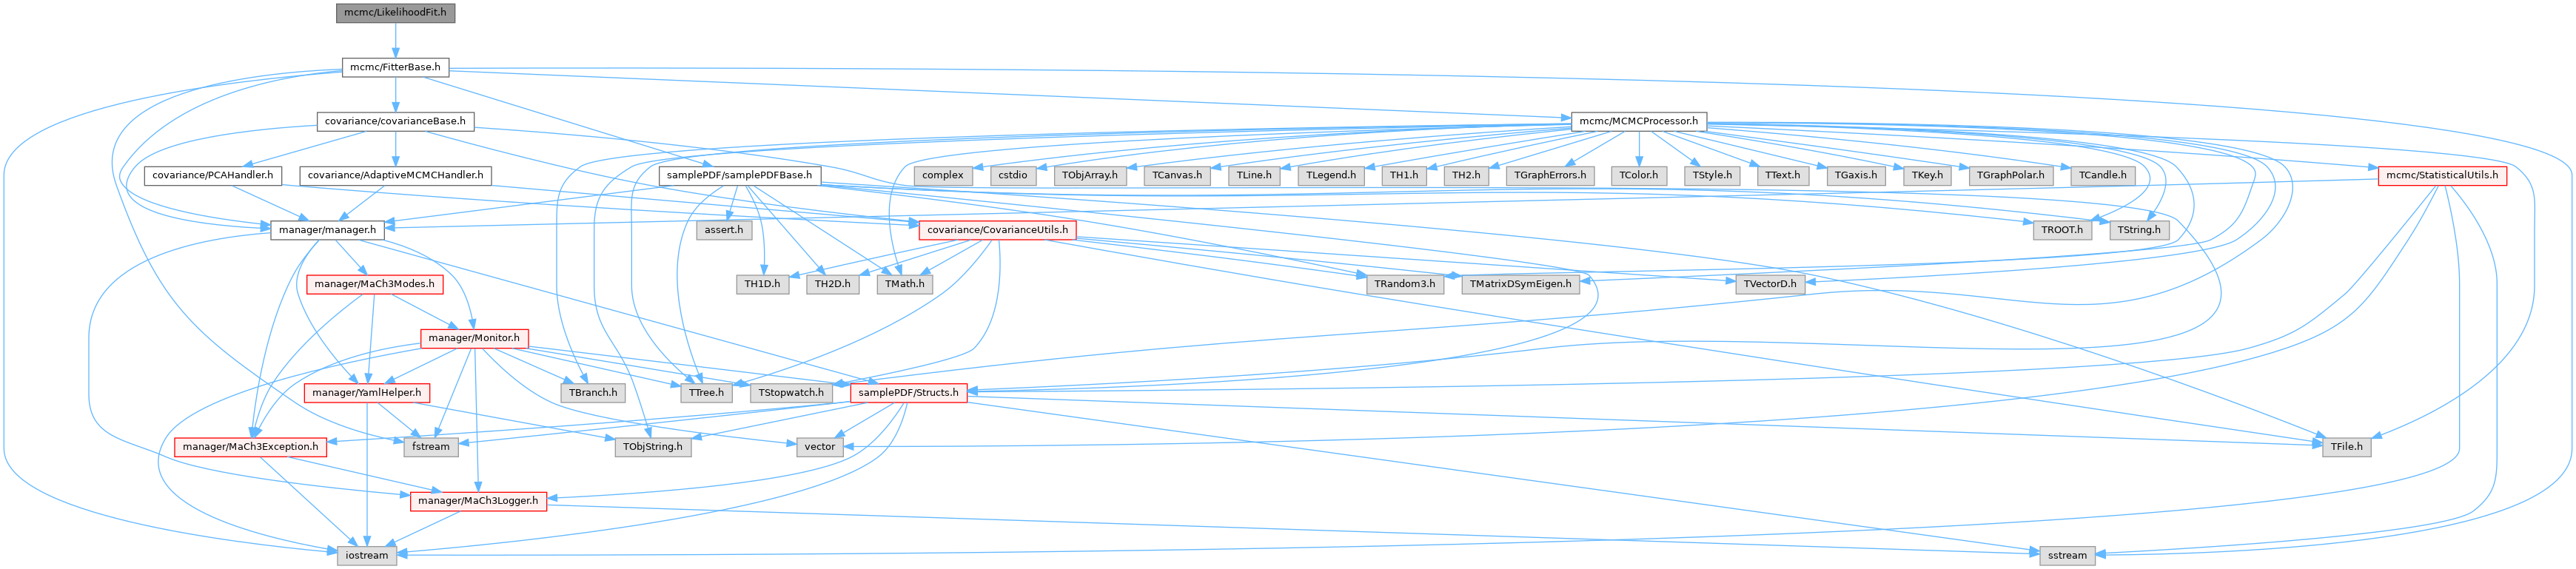 mcmc/LikelihoodFit.h
mcmc/FitterBase.h
covariance/covarianceBase.h
mcmc/MCMCProcessor.h
covariance/PCAHandler.h
covariance/AdaptiveMCMCHandler.h
samplePDF/samplePDFBase.h
complex
cstdio
TObjArray.h
TCanvas.h
TLine.h
TLegend.h
TH1.h
TH2.h
TGraphErrors.h
TColor.h
TStyle.h
TText.h
TGaxis.h
TKey.h
TGraphPolar.h
TCandle.h
mcmc/StatisticalUtils.h
manager/manager.h
assert.h
covariance/CovarianceUtils.h
TROOT.h
TString.h
manager/MaCh3Modes.h
TH1D.h
TH2D.h
TMath.h
TRandom3.h
TMatrixDSymEigen.h
TVectorD.h
manager/Monitor.h
manager/YamlHelper.h
TBranch.h
TTree.h
TStopwatch.h
samplePDF/Structs.h
manager/MaCh3Exception.h
fstream
TObjString.h
vector
TFile.h
manager/MaCh3Logger.h
iostream
sstream